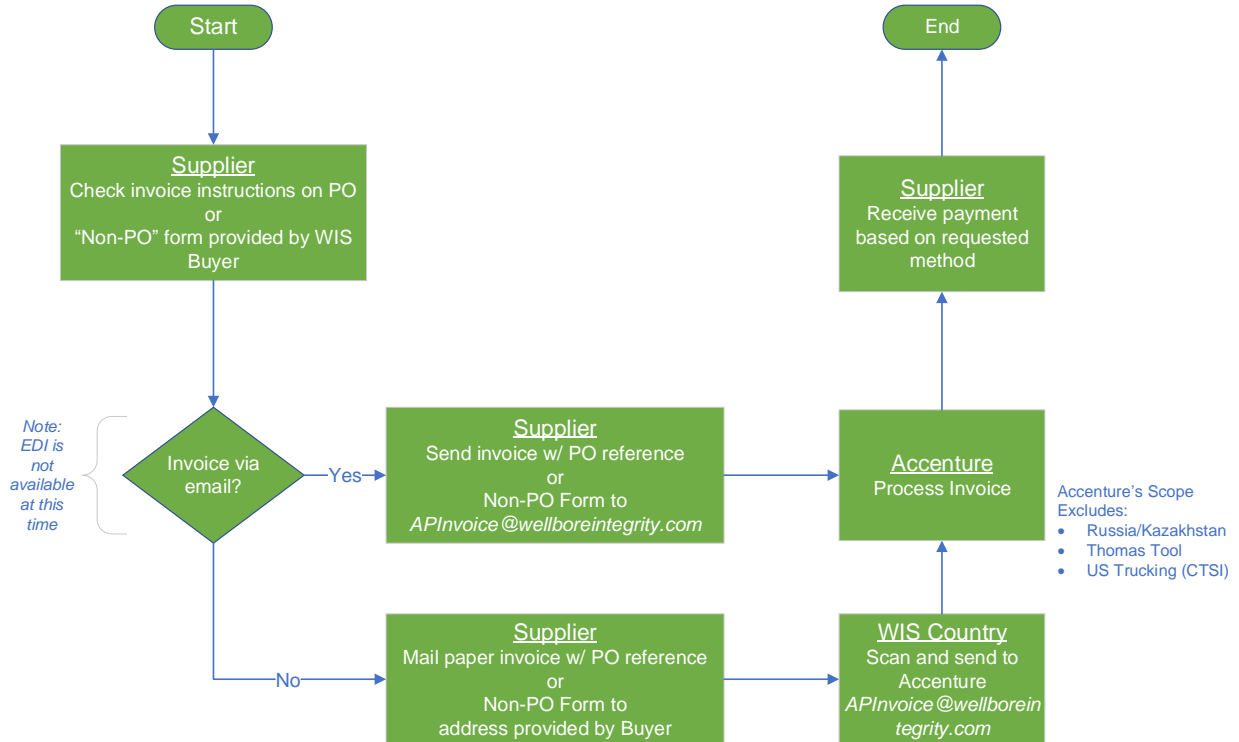 Start
End
Supplier
Check invoice instructions on PO
or
“Non-PO” form provided by WIS
Buyer
Supplier
Receive payment
based on requested
method
Note:
EDI is
not
available
at this
time
Invoice via
email?
Yes
Supplier
Send invoice w/ PO reference
or
Non-PO Form to
APInvoice@wellboreintegrity.com
Accenture
Process Invoice
Accenture’s Scope
Excludes:
• Russia/Kazakhstan
• Thomas Tool
• US Trucking (CTSI)
No
Supplier
Mail paper invoice w/ PO reference
or
Non-PO Form to
address provided by Buyer
WIS Country
Scan and send to
Accenture
APInvoice@wellborein
tegrity.com